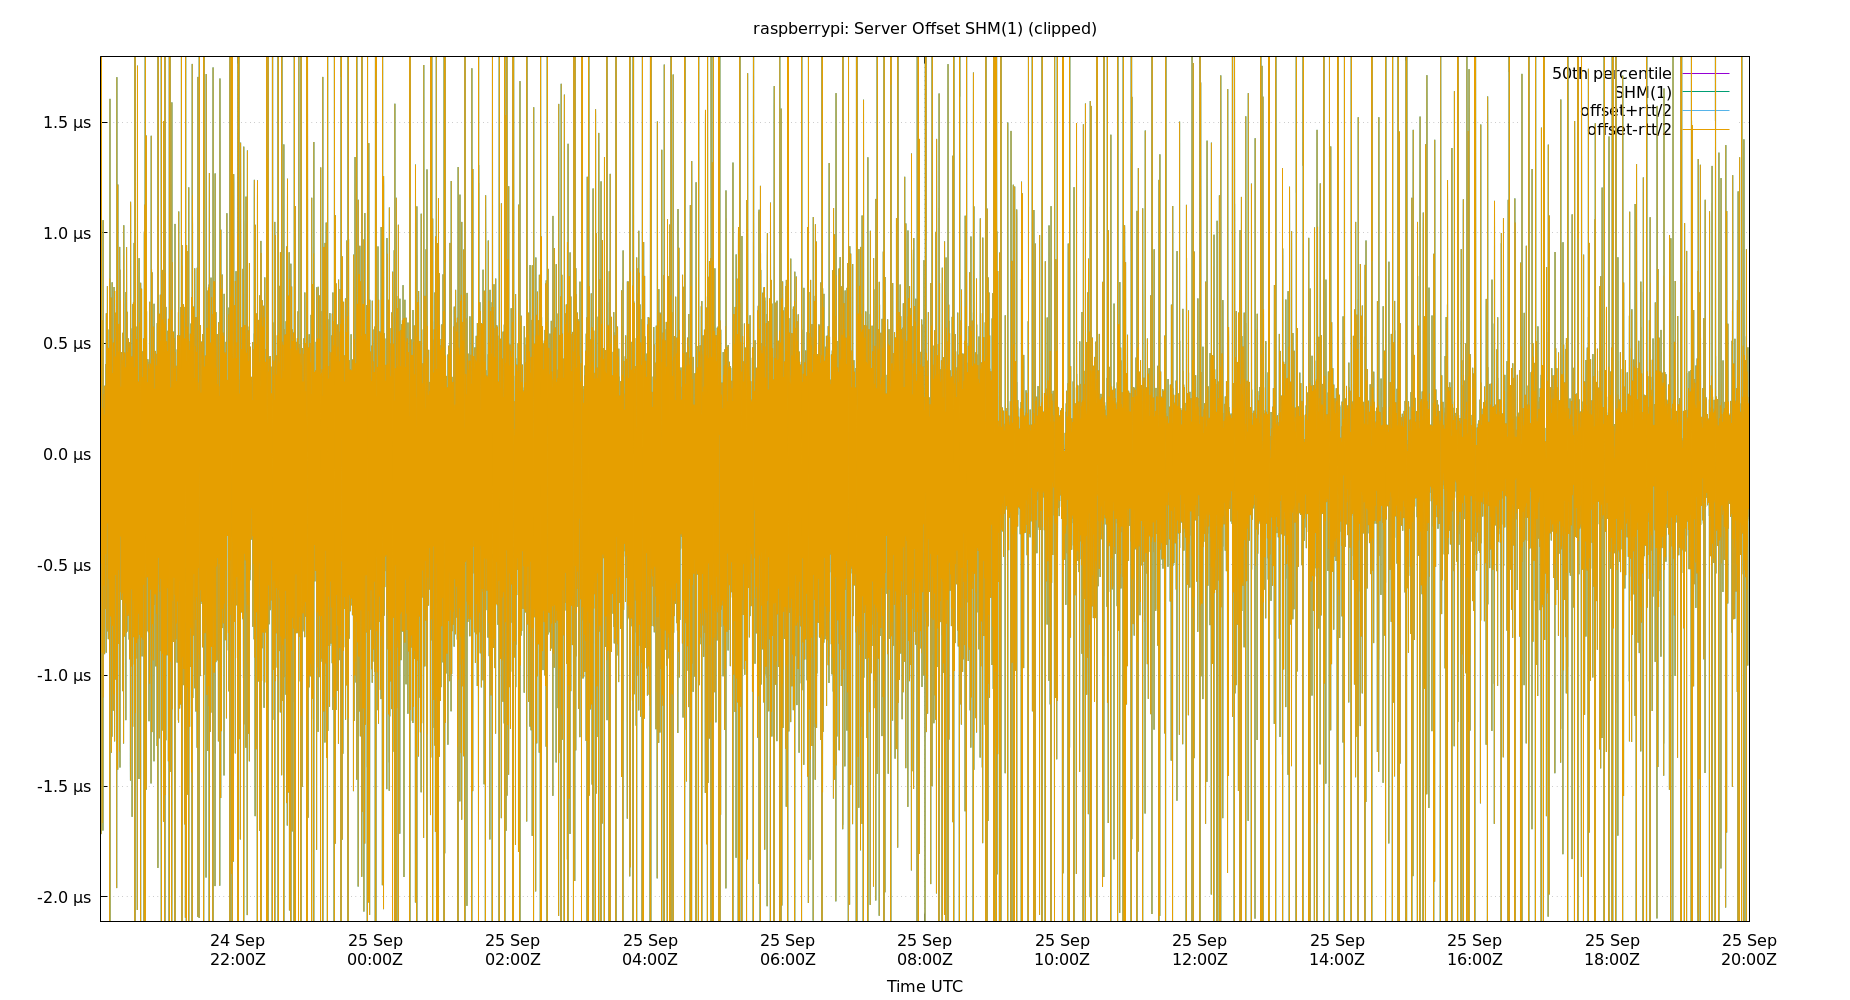 raspberrypi: Server Offset SHM(1) (clipped)
50th percentile
SHM(1)
offset+rtt/2
offset-rtt/2
1.5 µs
1.0 µs
0.5 µs
0.0 µs
-0.5 µs
-1.0 µs
-1.5 µs
-2.0 µs
24 Sep 25 Sep 25 Sep 25 Sep 25 Sep 25 Sep 25 Sep 25 Sep 25 Sep 25 Sep 25 Sep 25 Sep
22:00Z 00:00Z 02:00Z 04:00Z 06:00Z 08:00Z 10:00Z 12:00Z 14:00Z 16:00Z 18:00Z 20:00Z
Time UTC